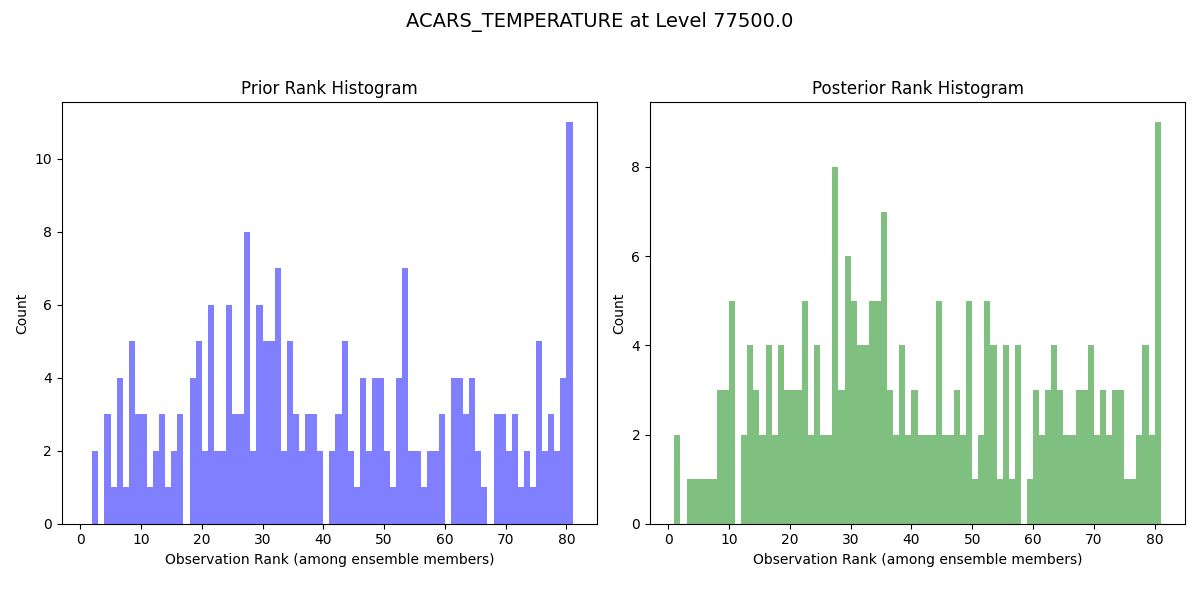 ACARS_TEMPERATURE at Level 77500.0
Prior Rank Histogram
Count
10
8
6
4
2
0
0 10 20 30 40 50 60 70 80
Observation Rank (among ensemble members)
Posterior Rank Histogram
Count
8
6
4
2
0
0 10 20 30 40 50 60 70 80
Observation Rank (among ensemble members)